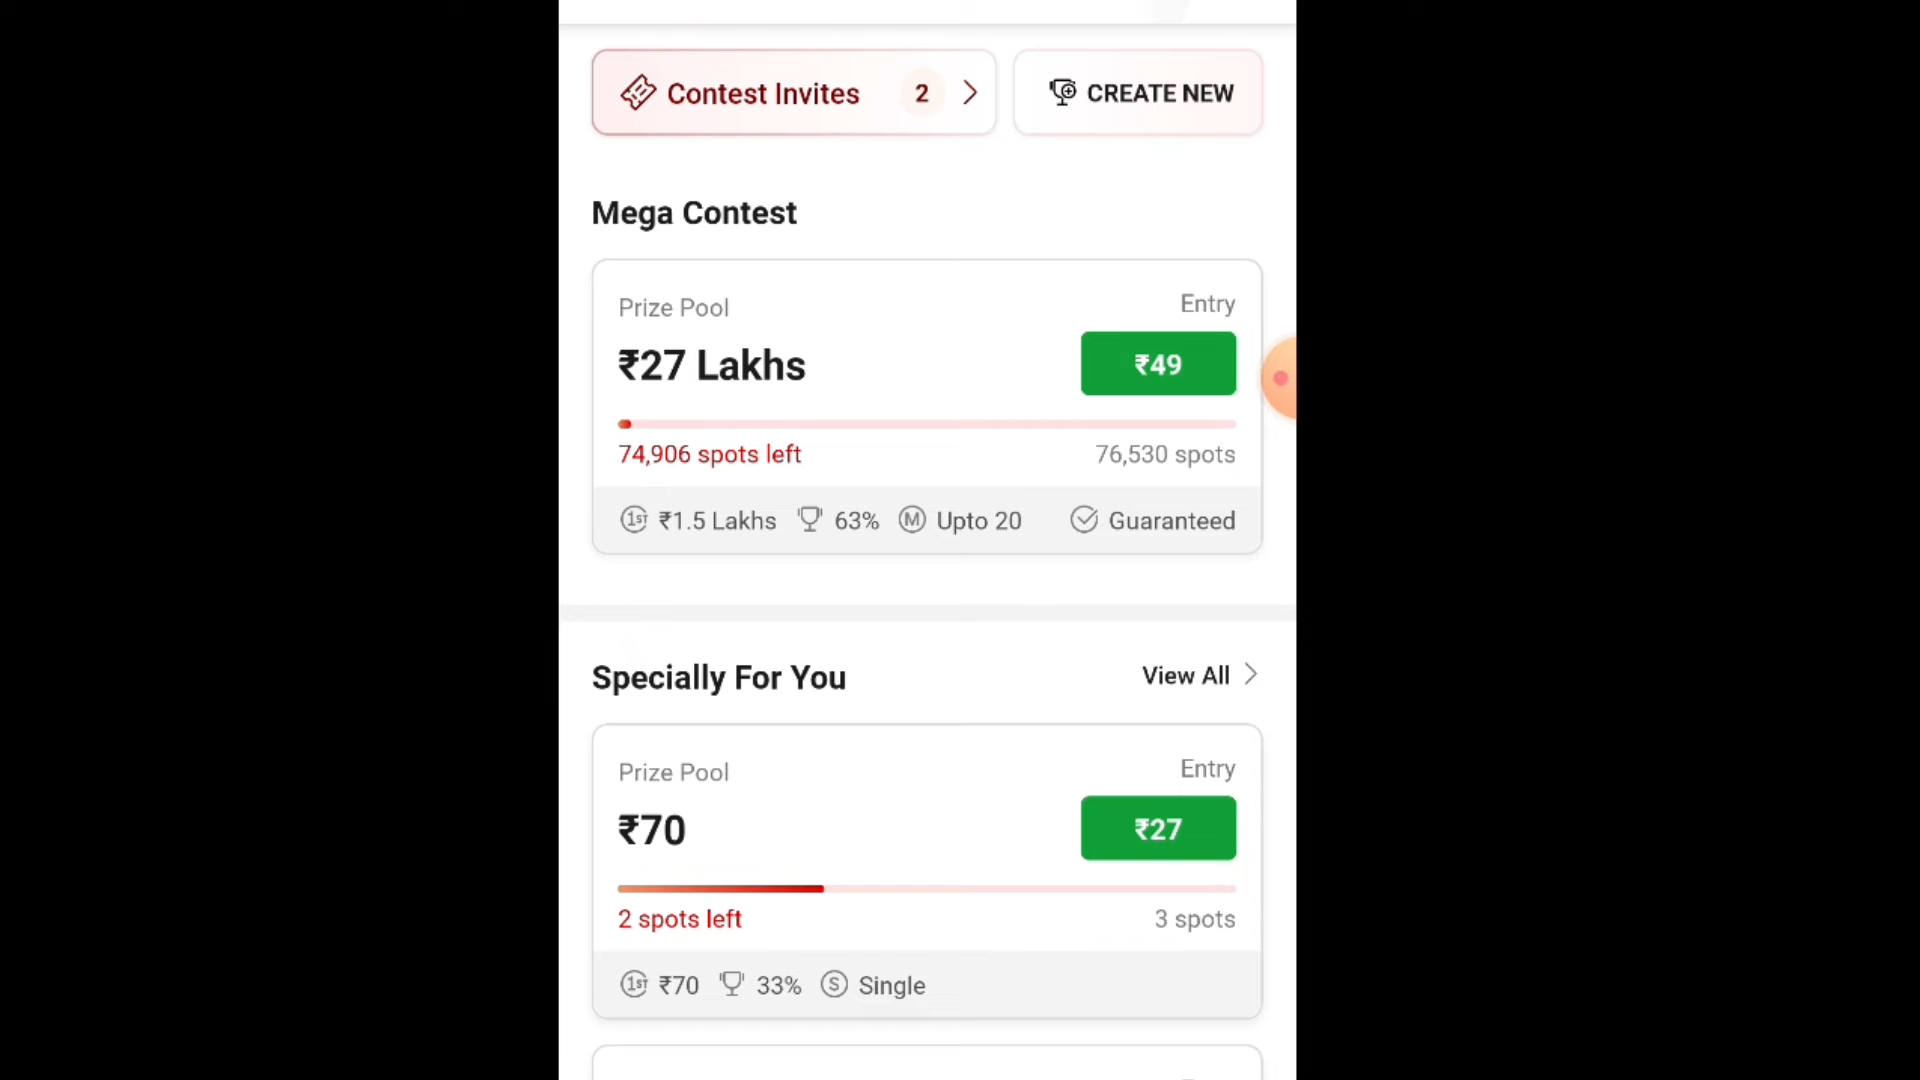 Contest Invites 2
CREATE NEW
Mega Contest
Prize Pool
Entry
₹27 Lakhs
₹49
74,906 spots left
76,530 spots
1ST ₹1.5 Lakhs 63% M Upto 20 Guaranteed
Specially For You
View All
Prize Pool
Entry
₹70
₹27
2 spots left
3 spots
1ST ₹70 33% S Single